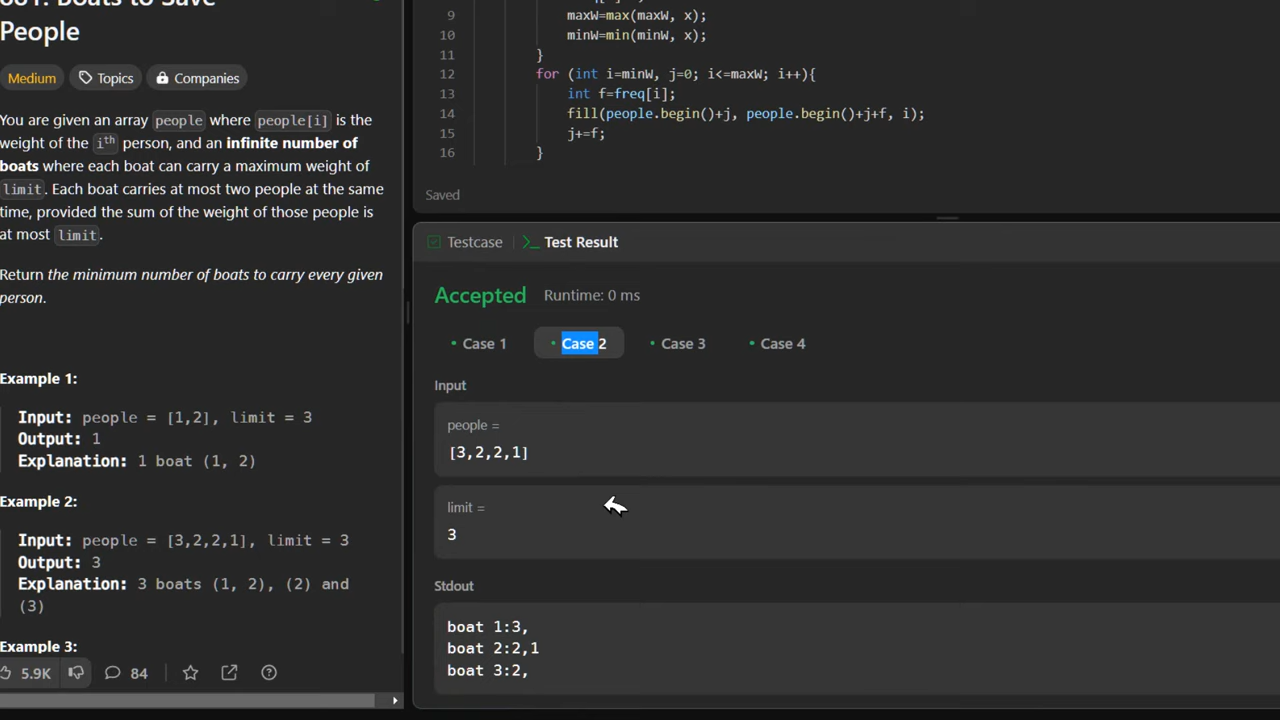 881. Boats to Save
People
Medium
Topics
Companies
You are given an array people where people[i] is the
weight of the ith person, and an infinite number of
boats where each boat can carry a maximum weight of
limit. Each boat carries at most two people at the same
time, provided the sum of the weight of those people is
at most limit.
Return the minimum number of boats to carry every given
person.
Example 1:
Input: people = [1,2], limit = 3
Output: 1
Explanation: 1 boat (1, 2)
Example 2:
Input: people = [3,2,2,1], limit = 3
Output: 3
Explanation: 3 boats (1, 2), (2) and
(3)
Example 3:
5.9K
84
9 maxW=max(maxW, x);
10 minW=min(minW, x);
11 }
12 for (int i=minW, j=0; i<=maxW; i++){
13 int f=freq[i];
14 fill(people.begin()+j, people.begin()+j+f, i);
15 j+=f;
16 }
Saved
Testcase
>_ Test Result
Accepted Runtime: 0 ms
• Case 1 • Case 2 • Case 3 • Case 4
Input
people =
[3,2,2,1]
limit =
3
Stdout
boat 1:3,
boat 2:2,1
boat 3:2,